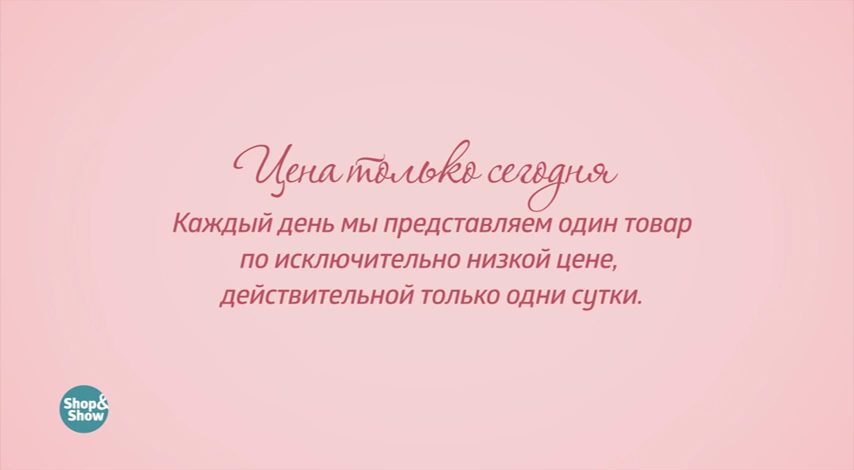 Цена только сегодня
Каждый день мы представляем один товар
по исключительно низкой цене,
действительной только одни сутки.
Shop&
Show